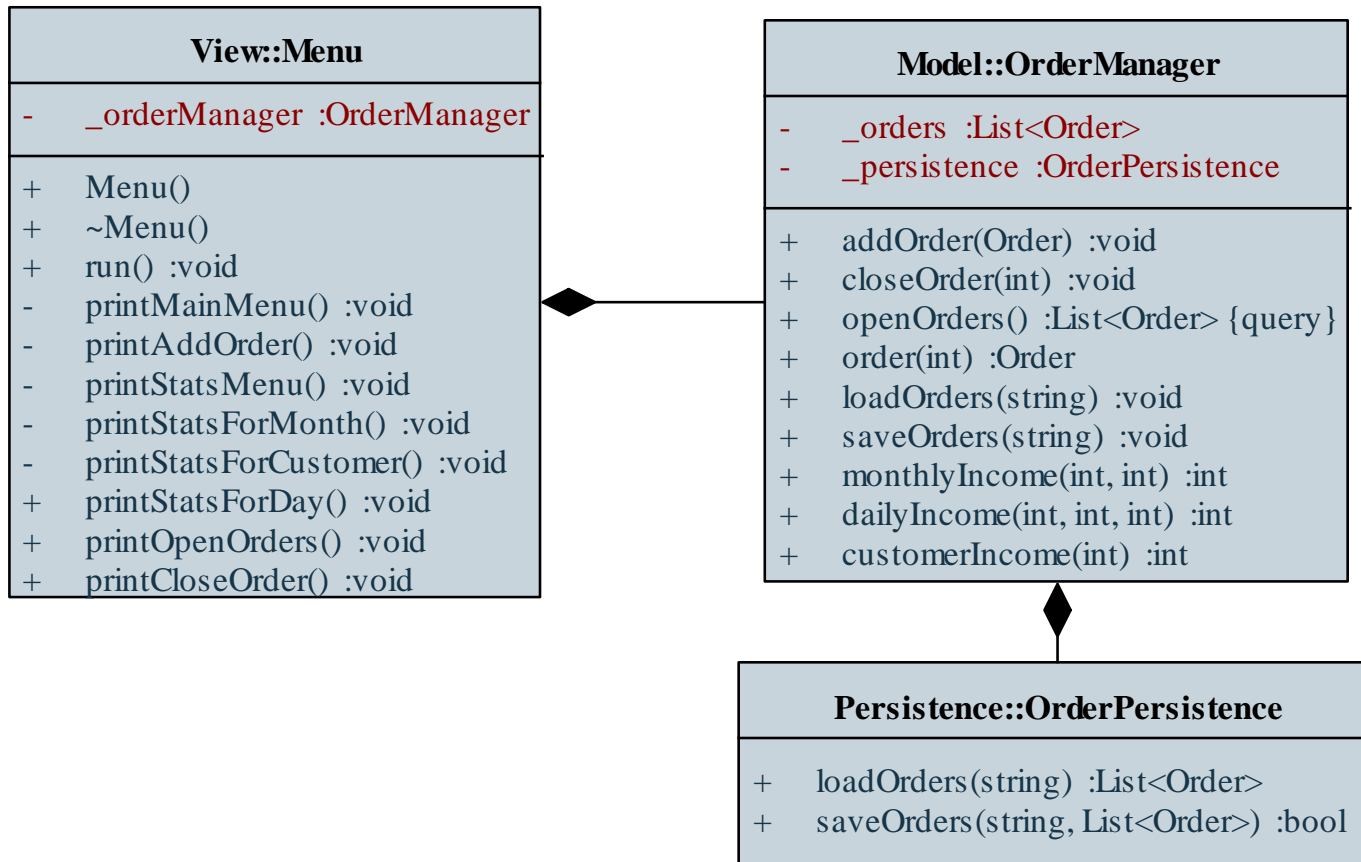 View::Menu
- _orderManager :OrderManager
+ Menu()
+ ~Menu()
+ run() :void
- printMainMenu() :void
- printAddOrder() :void
- printStatsMenu() :void
- printStatsForMonth() :void
- printStatsForCustomer() :void
+ printStatsForDay() :void
+ printOpenOrders() :void
+ printCloseOrder() :void
Model::OrderManager
- _orders :List<Order>
- _persistence :OrderPersistence
+ addOrder(Order) :void
+ closeOrder(int) :void
+ openOrders() :List<Order> {query}
+ order(int) :Order
+ loadOrders(string) :void
+ saveOrders(string) :void
+ monthlyIncome(int, int) :int
+ dailyIncome(int, int, int) :int
+ customerIncome(int) :int
Persistence::OrderPersistence
+ loadOrders(string) :List<Order>
+ saveOrders(string, List<Order>) :bool